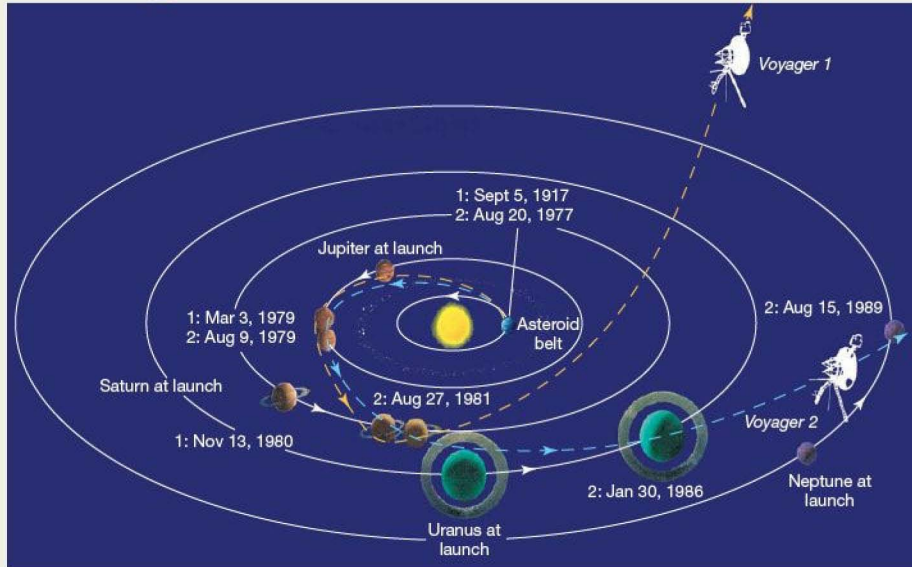 Voyager 1
1: Sept 5, 1917
2: Aug 20, 1977
Jupiter at launch
1: Mar 3, 1979
2: Aug 9, 1979
Asteroid
belt
2: Aug 15, 1989
Saturn at launch
2: Aug 27, 1981
1: Nov 13, 1980
Voyager 2
2: Jan 30, 1986
Neptune at
launch
Uranus at
launch